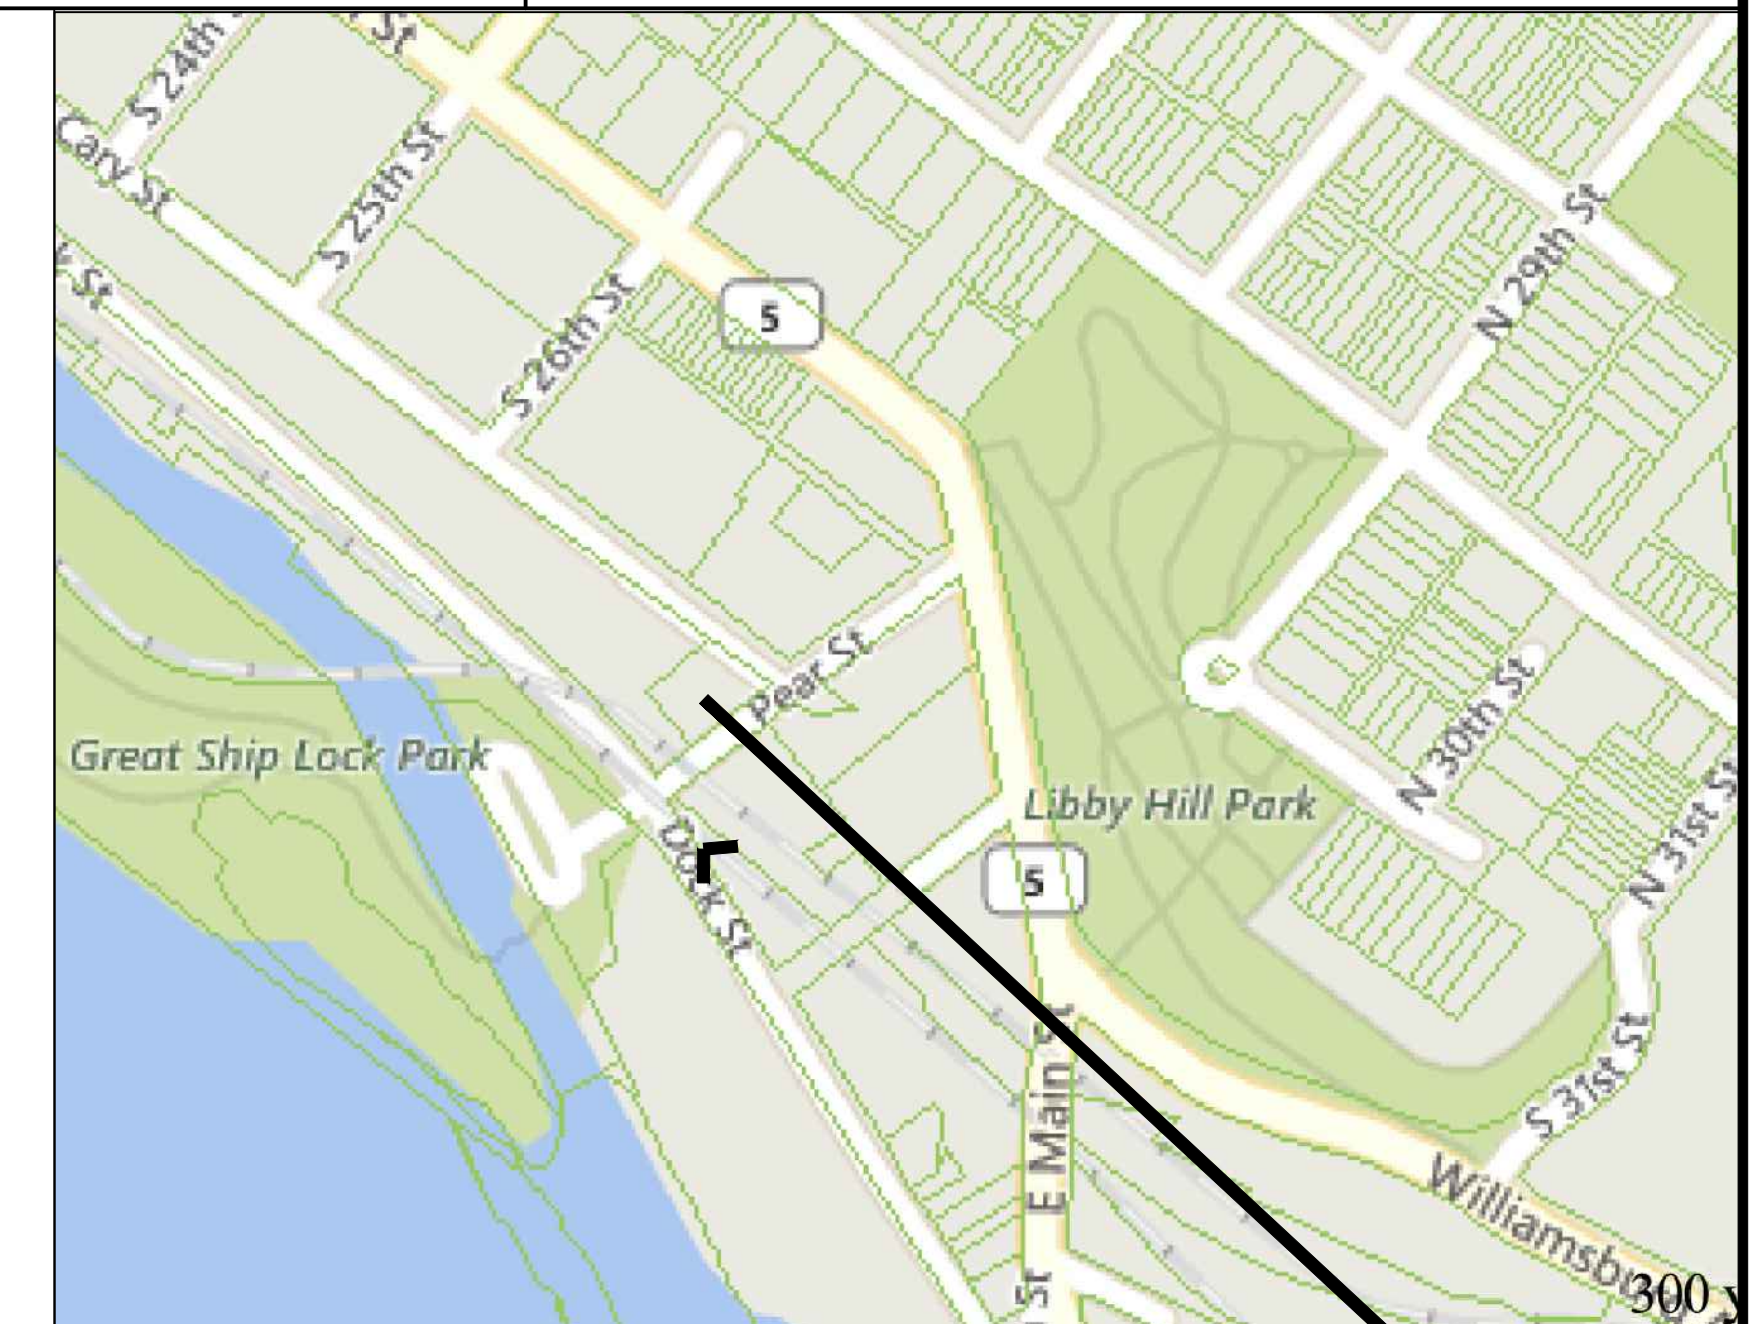 St
S 24th
Cary St
S 25th St
St
S 26th St
5
N 29th St
Pear St
N 30th St
Great Ship Lock Park
Libby Hill Park
N 31st St
Dock St
5
E Main St
S 31st St
St
300